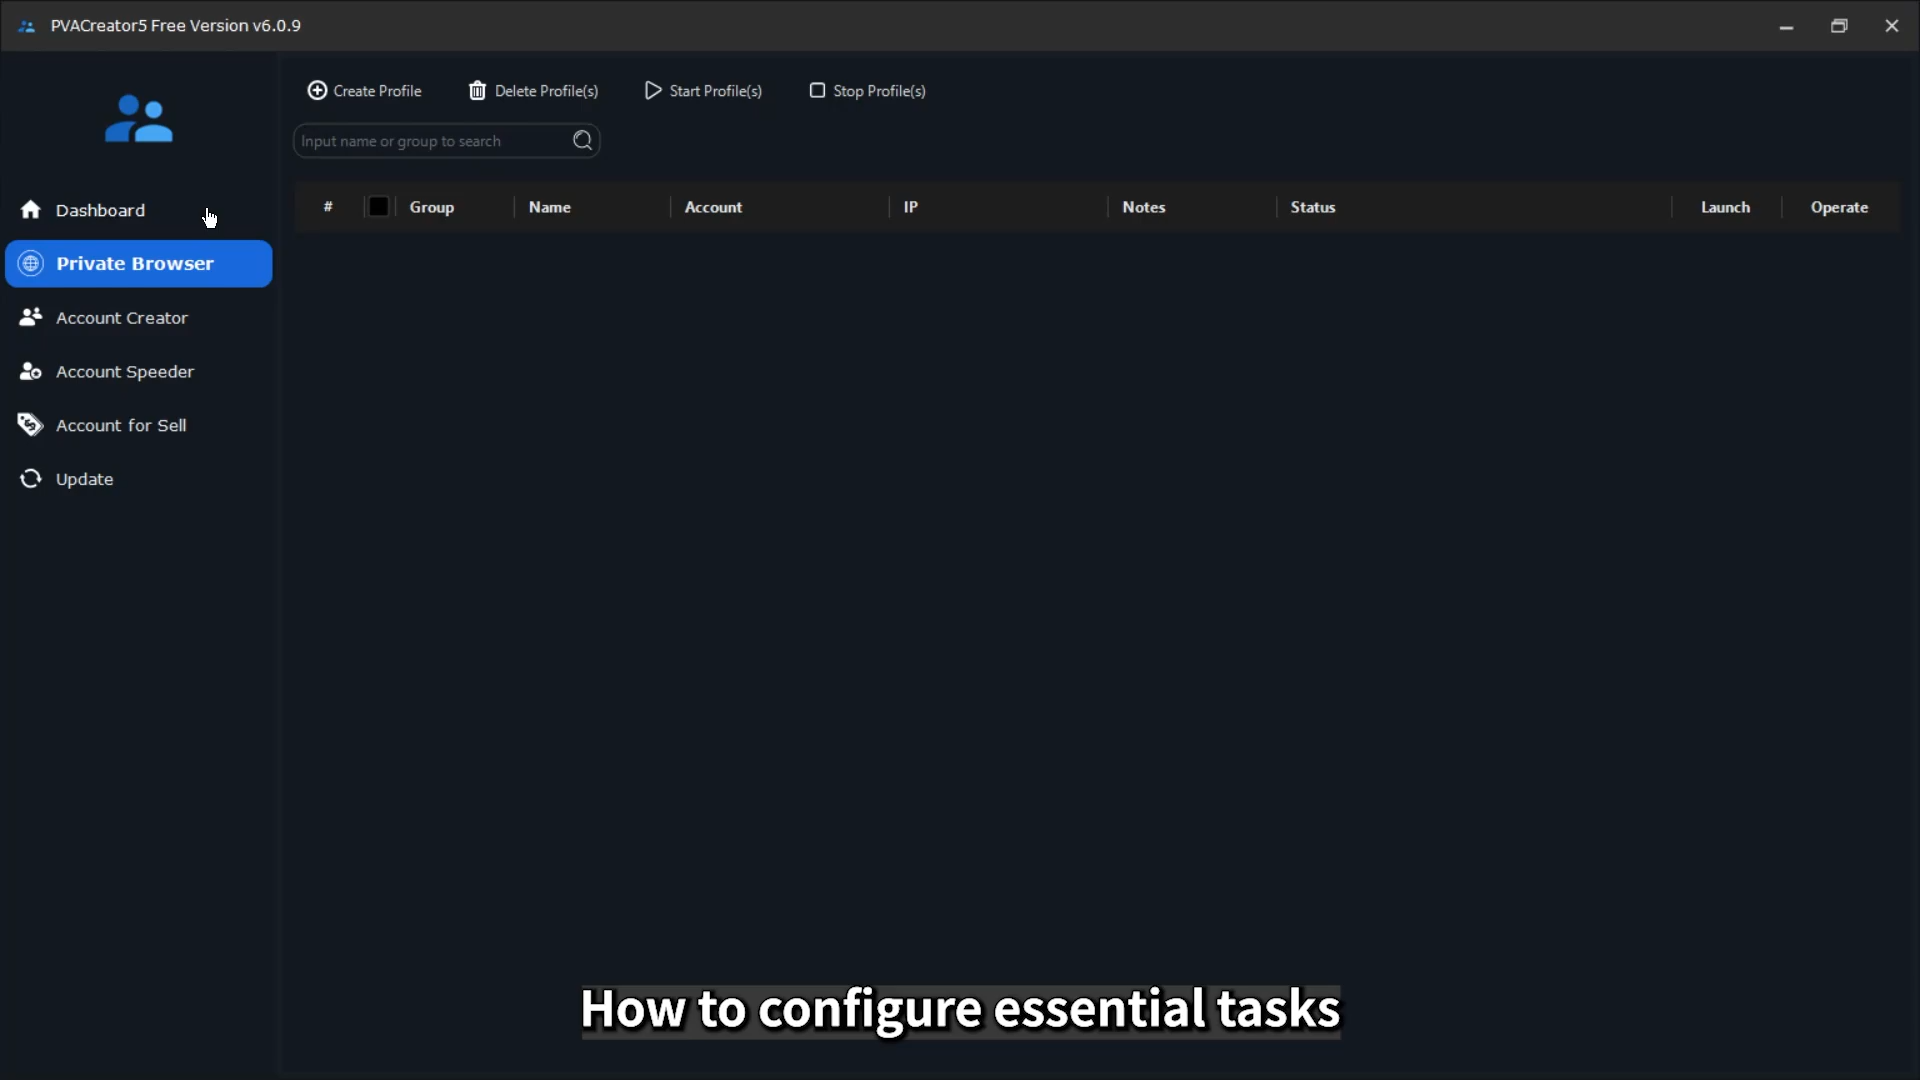 PVACreator5 Free Version v6.0.9
Create Profile
Delete Profile(s)
Start Profile(s)
Stop Profile(s)
Input name or group to search
# Group Name Account IP Notes Status Launch Operate
Dashboard
Private Browser
Account Creator
Account Speeder
Account for Sell
Update
How to configure essential tasks